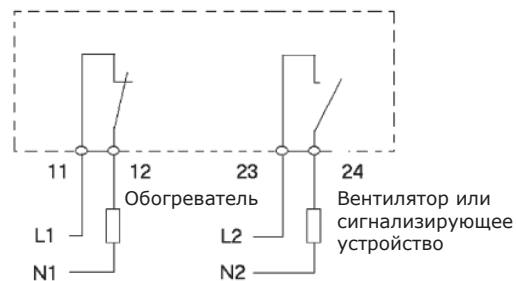 11 12 23 24
Обогреватель
Вентилятор или
сигнализирующее
устройство
L1 L2
N1 N2